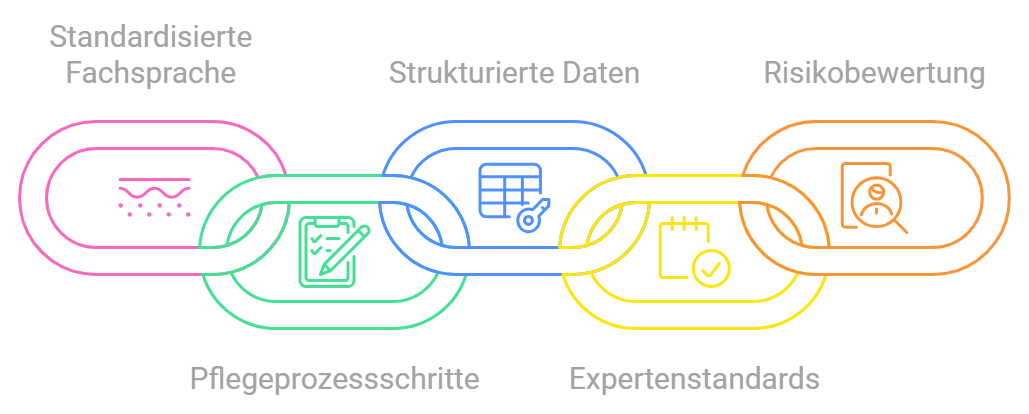 Standardisierte
Fachsprache
Strukturierte Daten
Risikobewertung
Pflegeprozessschritte
Expertenstandards